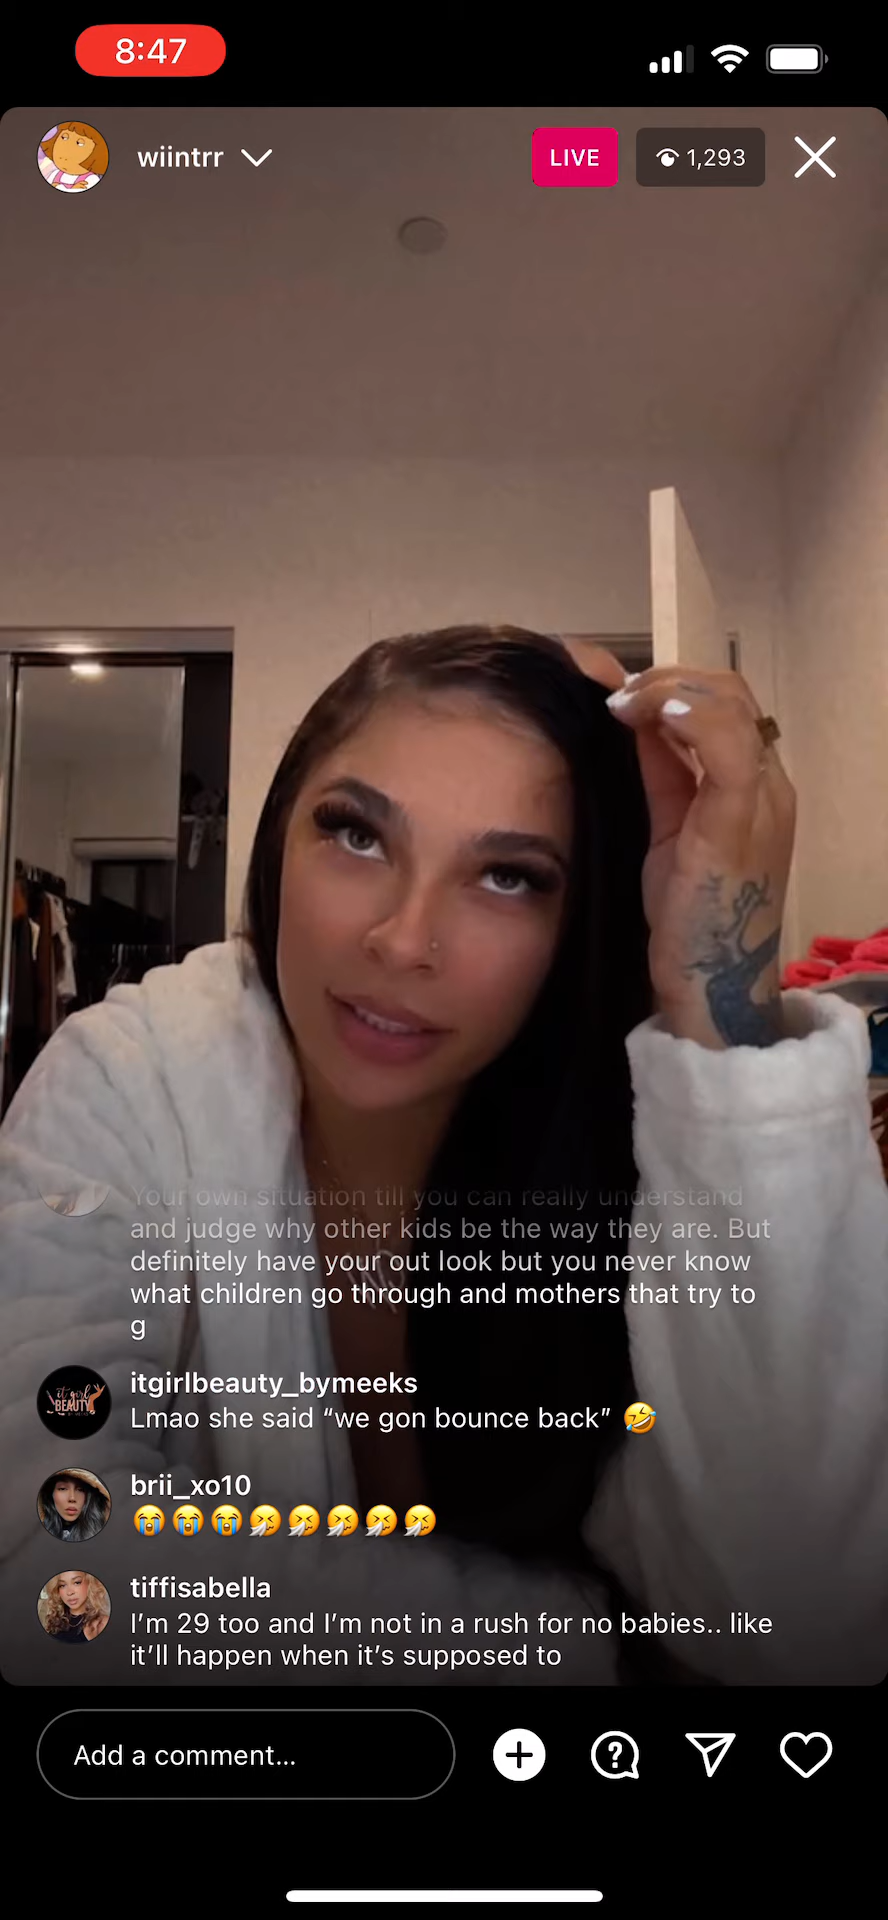 8:47
wiintrr
LIVE
1,293
Your own situation till you can really understand
and judge why other kids be the way they are. But
definitely have your out look but you never know
what children go through and mothers that try to
g
it girl
BEAUTY
itgirlbeauty_bymeeks
Lmao she said “we gon bounce back” 🤣
brii_xo10
😭😭😭🤧🤧🤧🤧🤧
tiffisabella
I’m 29 too and I’m not in a rush for no babies.. like
it’ll happen when it’s supposed to
Add a comment...